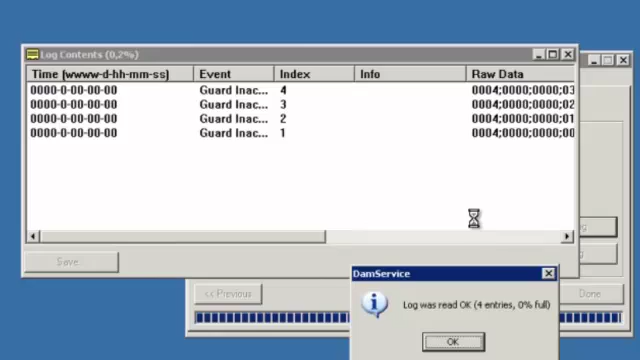 Log Contents (0,2%)
Time (wwww-d-hh-mm-ss) Event Index Info Raw Data
0000-0-00-00-00 Guard Inac... 4 0004;0000;0000;03
0000-0-00-00-00 Guard Inac... 3 0004;0000;0000;02
0000-0-00-00-00 Guard Inac... 2 0004;0000;0000;01
0000-0-00-00-00 Guard Inac... 1 0004;0000;0000;00
Save
<< Previous
Done
DamService
Log was read OK (4 entries, 0% full)
OK